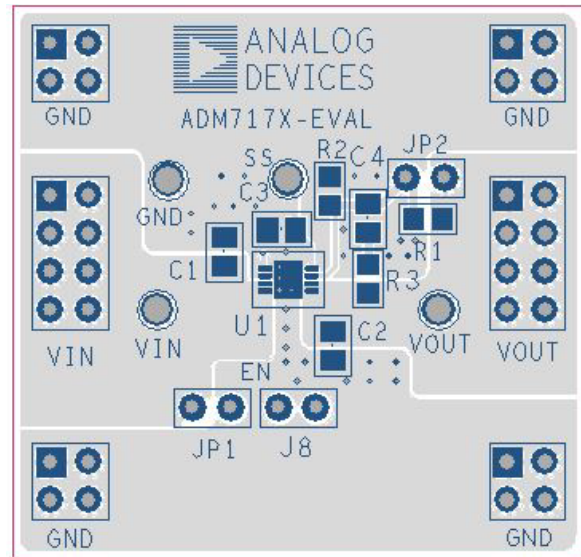 ANALOG
DEVICES
ADM717X-EVAL
GND
GND
R2
C4
JP2
SS
C3
GND
R1
C1
R3
U1
VIN
VIN
C2
VOUT
VOUT
EN
JP1
J8
GND
GND